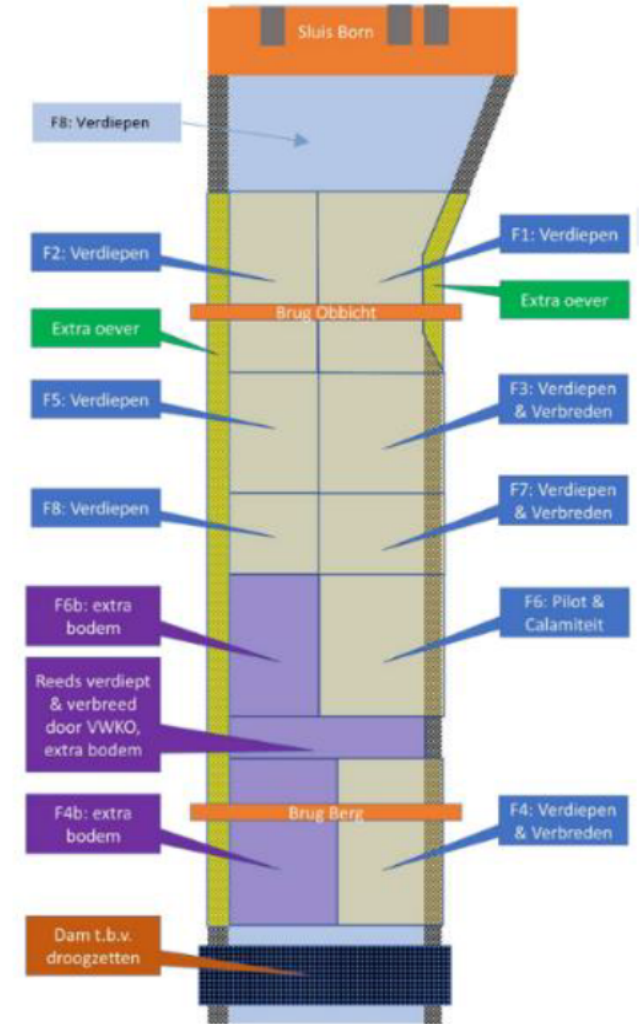 Sluis Born
F8: Verdiepen
F2: Verdiepen
F1: Verdiepen
Extra oever
Brug Obbicht
Extra oever
F5: Verdiepen
F3: Verdiepen
& Verbreden
F8: Verdiepen
F7: Verdiepen
& Verbreden
F6b: extra
bodem
F6: Pilot &
Calamiteit
Reeds verdiept
& verbreed
door VWKO,
extra bodem
F4b: extra
bodem
Brug Berg
F4: Verdiepen
& Verbreden
Dam t.b.v.
droogzetten